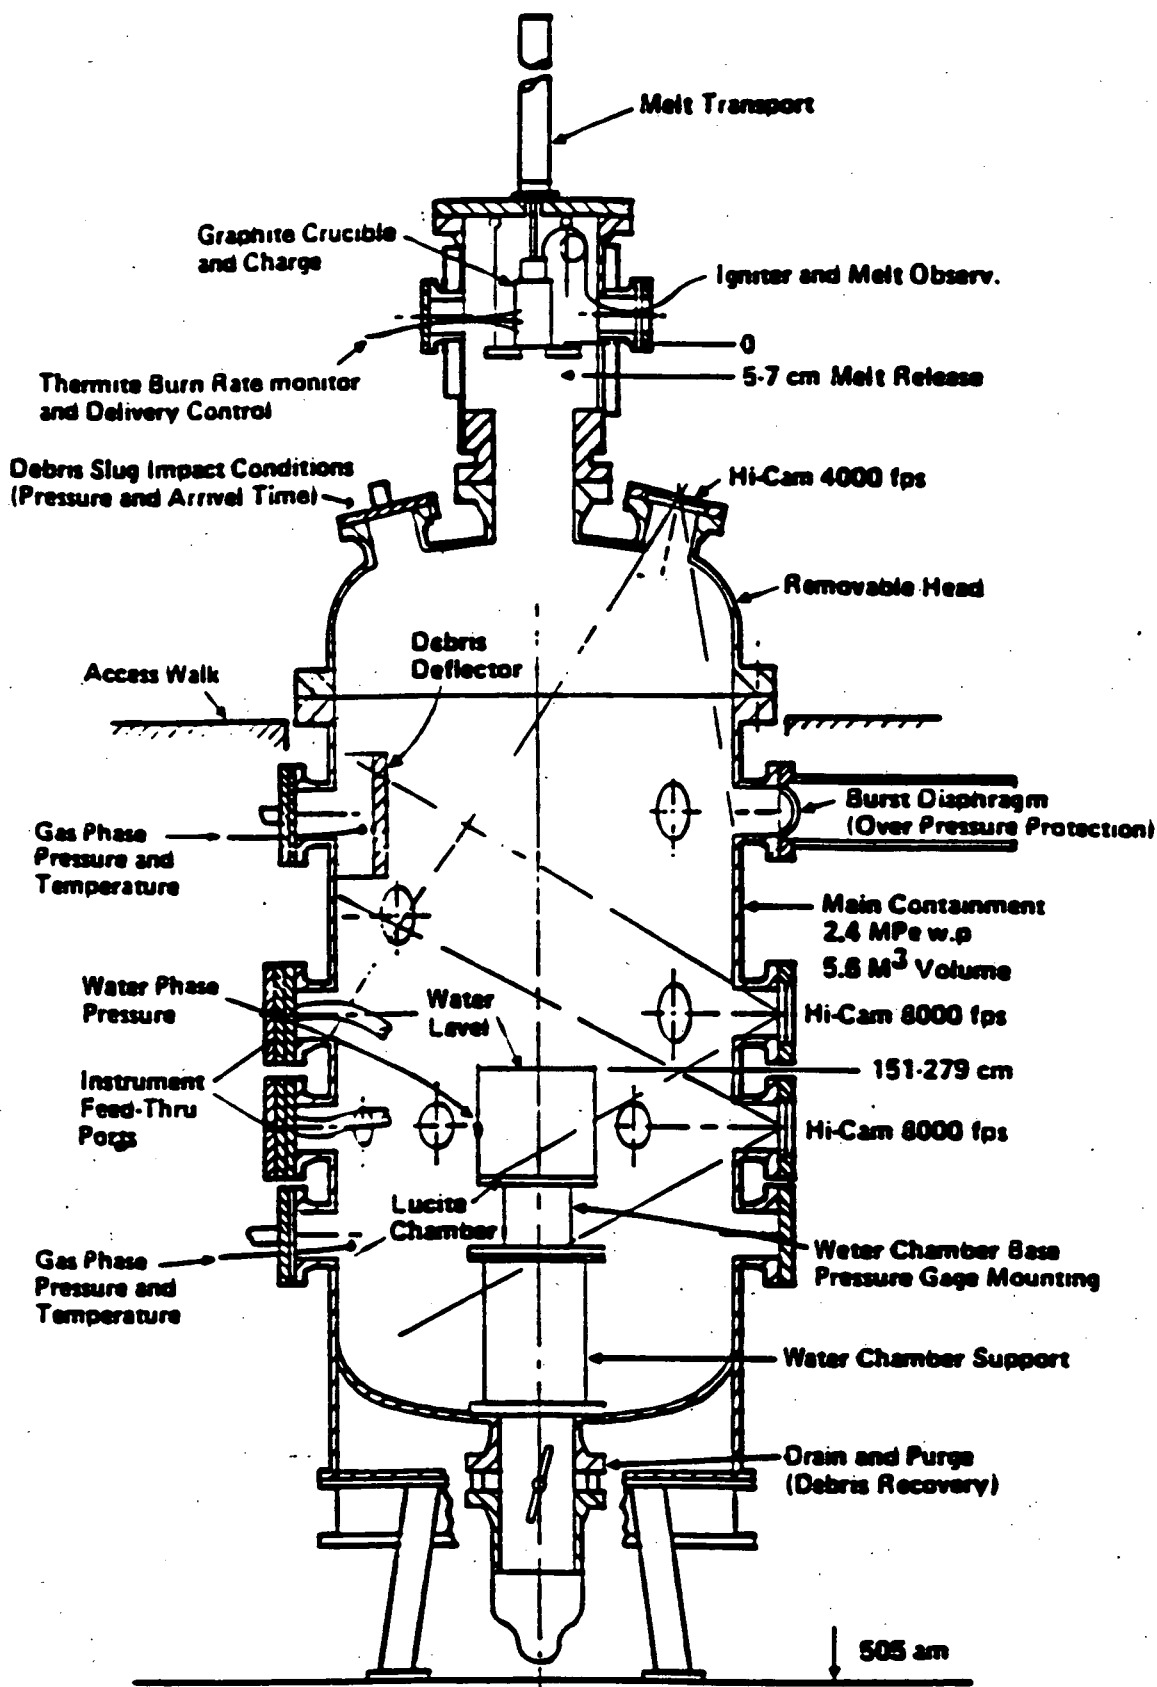 Melt Transport
Graphite Crucible
and Charge
Igniter and Melt Observ.
0
5-7 cm Melt Release
Thermite Burn Rate monitor
and Delivery Control
Debris Slug Impact Conditions
(Pressure and Arrival Time)
Hi-Cam 4000 fps
Removable Head
Debris
Deflector
Access Walk
Burst Diaphragm
(Over Pressure Protection)
Gas Phase
Pressure and
Temperature
Main Containment
2.4 MPe w.p
5.6 M3 Volume
Water Phase
Pressure
Water
Level
Hi-Cam 8000 fps
151-279 cm
Instrument
Feed-Thru
Ports
Hi-Cam 8000 fps
Lucite
Chamber
Gas Phase
Pressure and
Temperature
Weter Chamber Base
Pressure Gage Mounting
Water Chamber Support
Drain and Purge
(Debris Recovery)
505 am